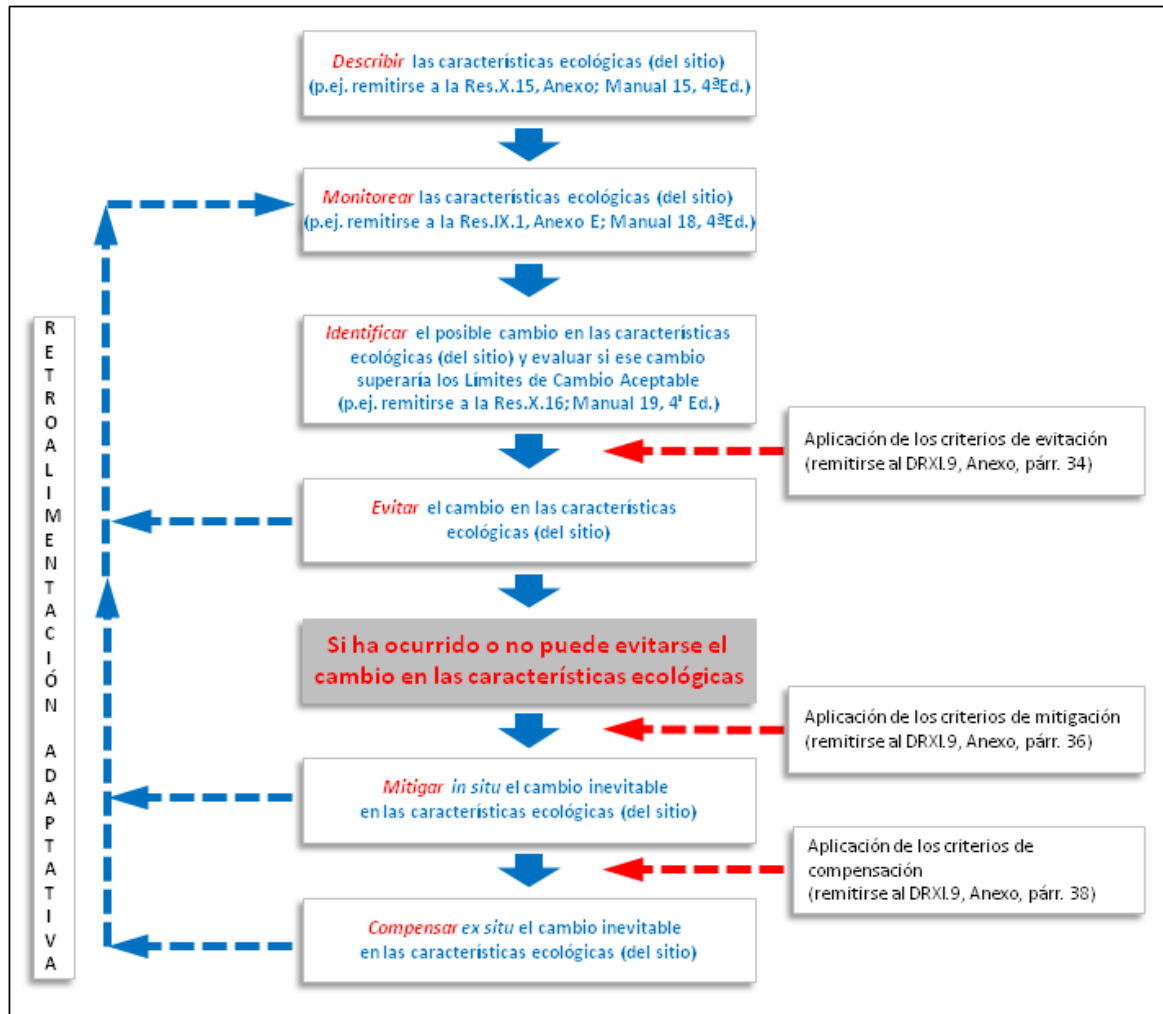 Describir las características ecológicas (del sitio)
(p.ej. remitirse a la Res.X.15, Anexo; Manual 15, 4ªEd.)
Monitorear las características ecológicas (del sitio)
(p.ej. remitirse a la Res.IX.1, Anexo E; Manual 18, 4ªEd.)
Identificar el posible cambio en las características
ecológicas (del sitio) y evaluar si ese cambio
superaría los Límites de Cambio Aceptable
(p.ej. remitirse a la Res.X.16; Manual 19, 4ª Ed.)
Aplicación de los criterios de evitación
(remitirse al DRXI.9, Anexo, párr. 34)
Evitar el cambio en las características
ecológicas (del sitio)
Si ha ocurrido o no puede evitarse el
cambio en las características ecológicas
Aplicación de los criterios de mitigación
(remitirse al DRXI.9, Anexo, párr. 36)
Mitigar in situ el cambio inevitable
en las características ecológicas (del sitio)
Aplicación de los criterios de
compensación
(remitirse al DRXI.9, Anexo, párr. 38)
Compensar ex situ el cambio inevitable
en las características ecológicas (del sitio)
RETROALIMENTACIÓN ADAPTATIVA